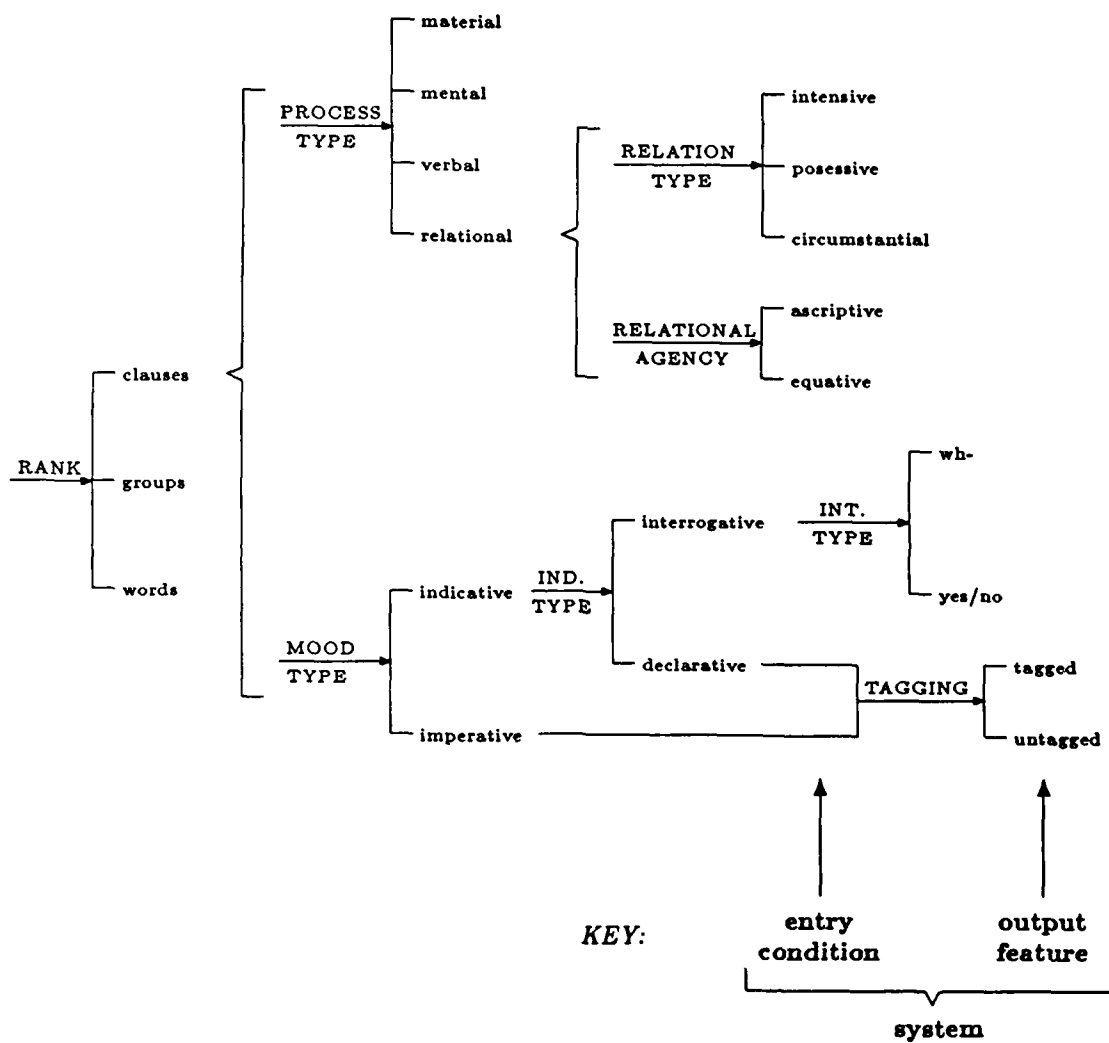 material
mental
PROCESS
TYPE
verbal
relational
RELATION
TYPE
intensive
posessive
circumstantial
RELATIONAL
AGENCY
ascriptive
equative
RANK
clauses
groups
words
MOOD
TYPE
indicative
imperative
IND.
TYPE
interrogative
declarative
INT.
TYPE
wh-
yes/no
TAGGING
tagged
untagged
KEY:
entry
condition
output
feature
system